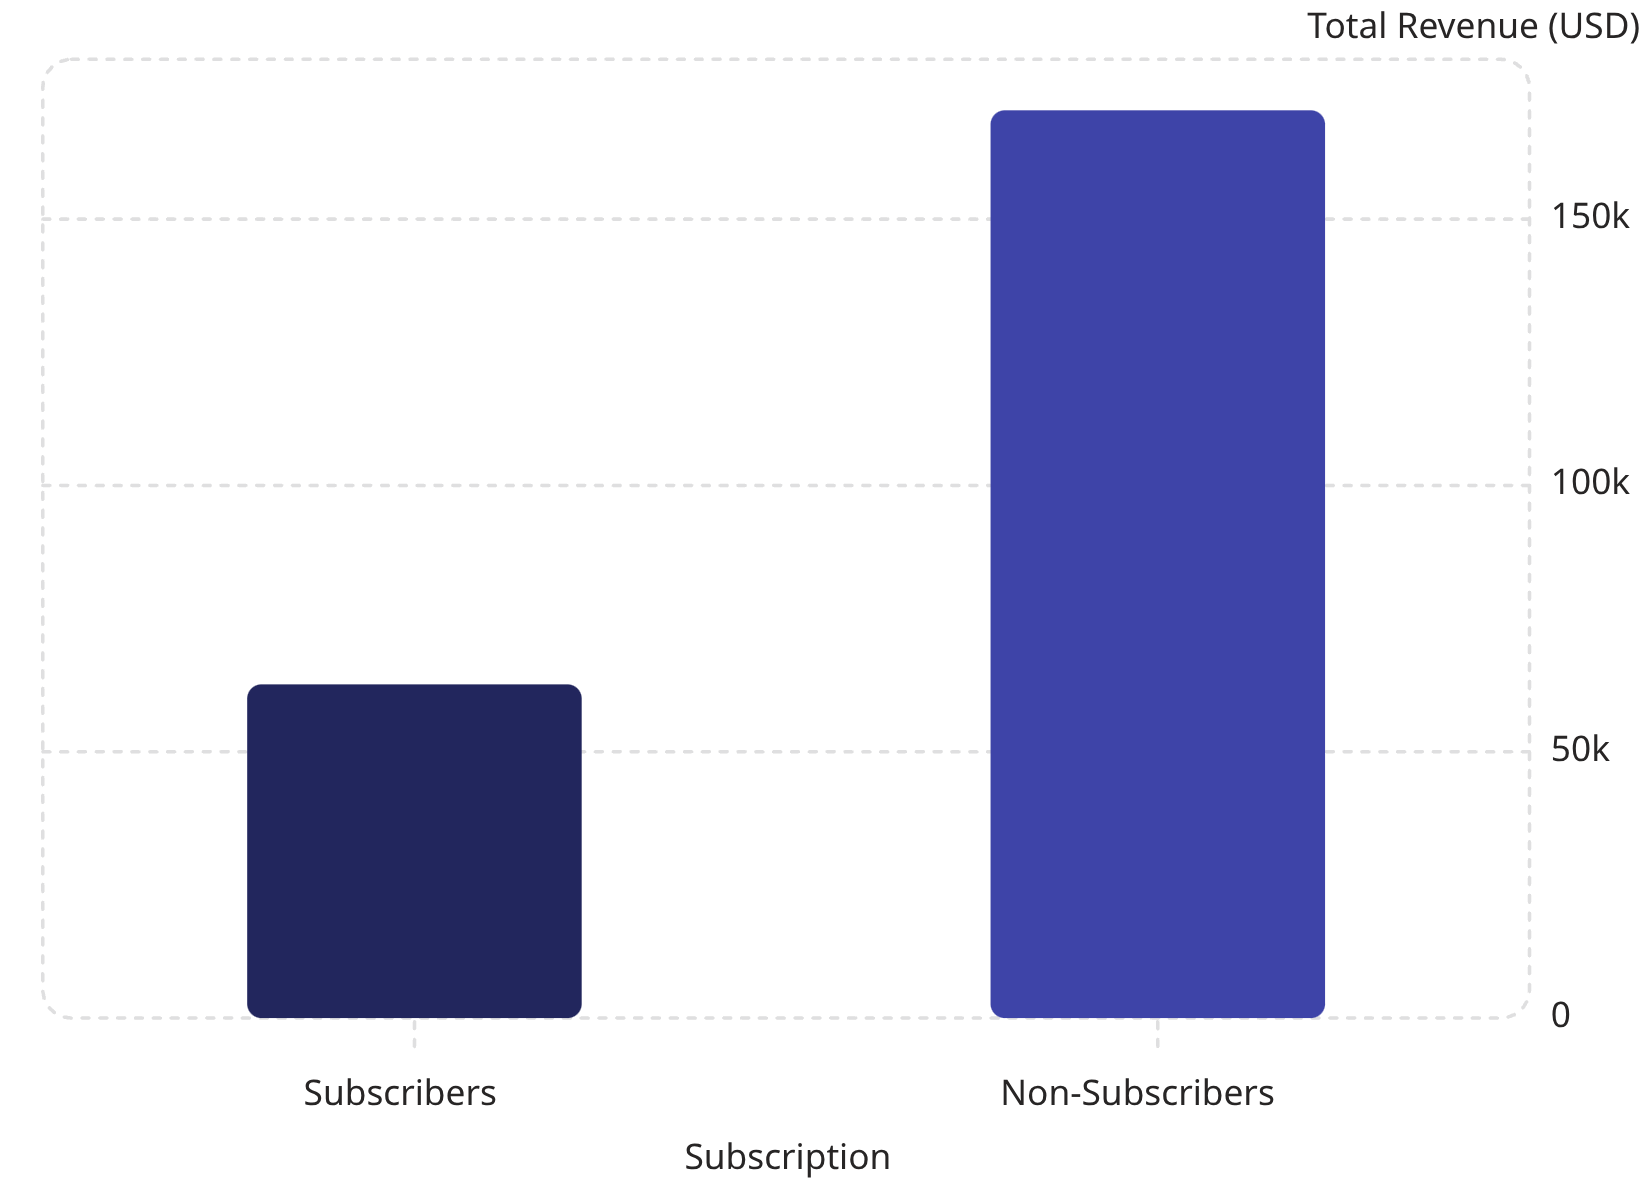 Total Revenue (USD)
150k
100k
50k
0
Subscribers
Non-Subscribers
Subscription